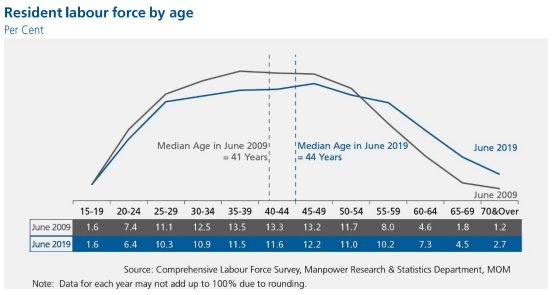 Resident labour force by age
Per Cent
Median Age in June 2009 = 41 Years
Median Age in June 2019 = 44 Years
June 2019
June 2009
15-19 20-24 25-29 30-34 35-39 40-44 45-49 50-54 55-59 60-64 65-69 70&Over
June 2009 1.6 7.4 11.1 12.5 13.5 13.3 13.2 11.7 8.0 4.6 1.8 1.2
June 2019 1.6 6.4 10.3 10.9 11.5 11.6 12.2 11.0 10.2 7.3 4.5 2.7
Source: Comprehensive Labour Force Survey, Manpower Research & Statistics Department, MOM
Note: Data for each year may not add up to 100% due to rounding.